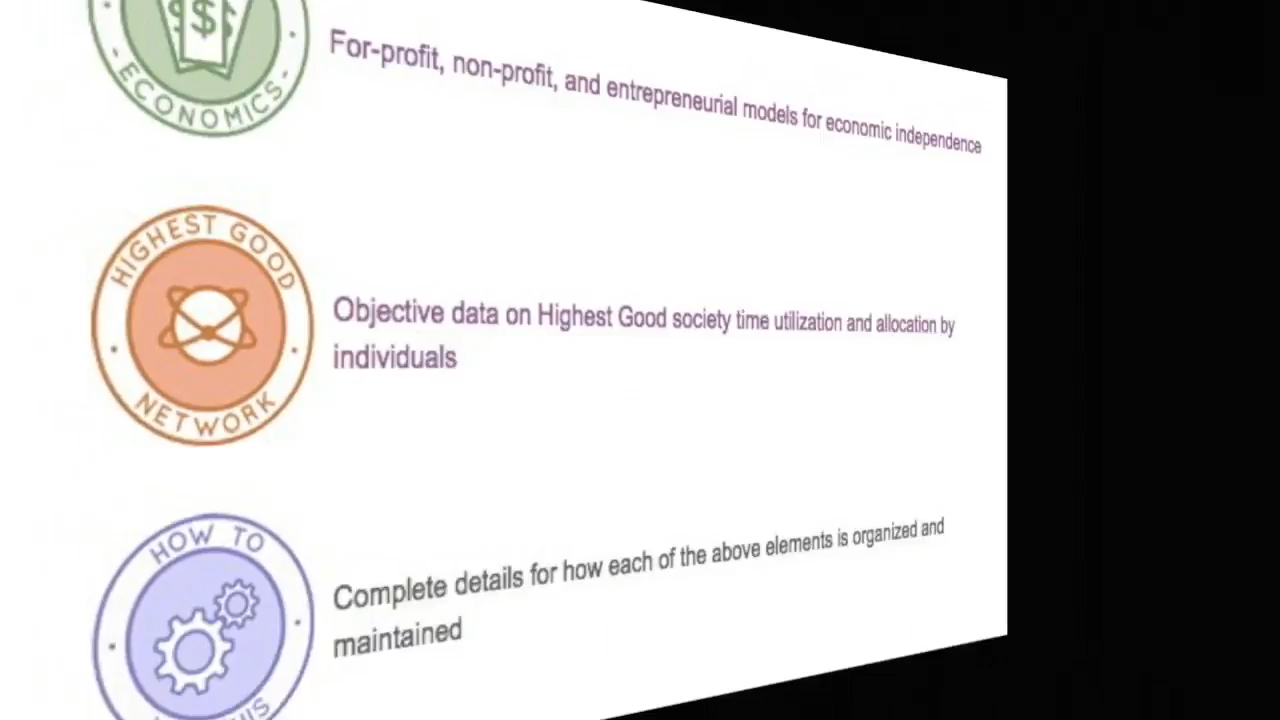 - ECONOMICS -
For-profit, non-profit, and entrepreneurial models for economic independence
HIGHEST GOOD
NETWORK
Objective data on Highest Good society time utilization and allocation by
individuals
HOW TO
Complete details for how each of the above elements is organized and
maintained